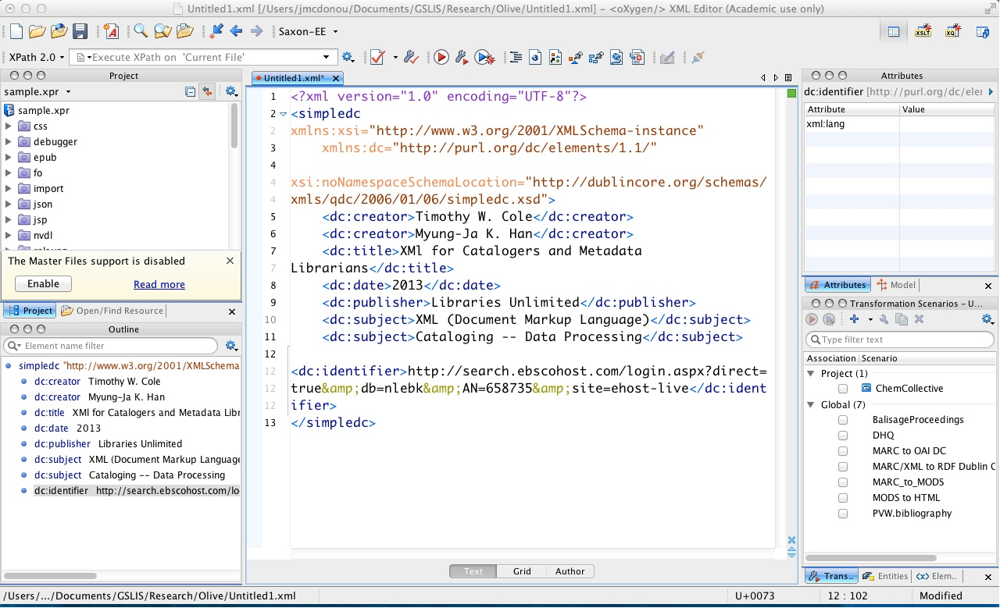 Untitled1.xml [/Users/jmcdonou/Documents/GSLIS/Research/Olive/Untitled1.xml] – <oXygen/> XML Editor (Academic use only)
Saxon-EE
XSLT
XQ
XPath 2.0
Execute XPath on 'Current File'
Project
sample.xpr
sample.xpr
css
debugger
epub
fo
import
json
jsp
nvdl
The Master Files support is disabled
Enable
Read more
Project
Open/Find Resource
Outline
Element name filter
simpledc "http://www.w3.org/2001/XMLSchema
dc:creator Timothy W. Cole
dc:creator Myung-Ja K. Han
dc:title XMl for Catalogers and Metadata Libr
dc:date 2013
dc:publisher Libraries Unlimited
dc:subject XML (Document Markup Language
dc:subject Cataloging -- Data Processing
dc:identifier http://search.ebscohost.com/lo
Untitled1.xml*
1 <?xml version="1.0" encoding="UTF-8"?>
2 <simpledc
2 xmlns:xsi="http://www.w3.org/2001/XMLSchema-instance"
3 xmlns:dc="http://purl.org/dc/elements/1.1/"
4
4 xsi:noNamespaceSchemaLocation="http://dublincore.org/schemas/
4 xmls/qdc/2006/01/06/simpledc.xsd">
5 <dc:creator>Timothy W. Cole</dc:creator>
6 <dc:creator>Myung-Ja K. Han</dc:creator>
7 <dc:title>XMl for Catalogers and Metadata
7 Librarians</dc:title>
8 <dc:date>2013</dc:date>
9 <dc:publisher>Libraries Unlimited</dc:publisher>
10 <dc:subject>XML (Document Markup Language)</dc:subject>
11 <dc:subject>Cataloging -- Data Processing</dc:subject>
12
12 <dc:identifier>http://search.ebscohost.com/login.aspx?direct=
12 true&amp;db=nlebk&amp;AN=658735&amp;site=ehost-live</dc:ident
12 ifier>
13 </simpledc>
Text Grid Author
Attributes
dc:identifier [http://purl.org/dc/eler
Attribute Value
xml:lang
Attributes
Model
Transformation Scenarios – U...
Type filter text
Association Scenario
Project (1)
ChemCollective
Global (7)
BalisageProceedings
DHQ
MARC to OAI DC
MARC/XML to RDF Dublin C
MARC_to_MODS
MODS to HTML
PVW.bibliography
Trans..
Entities
Elem..
/Users/.../Documents/GSLIS/Research/Olive/Untitled1.xml
U+0073
12 : 102
Modified